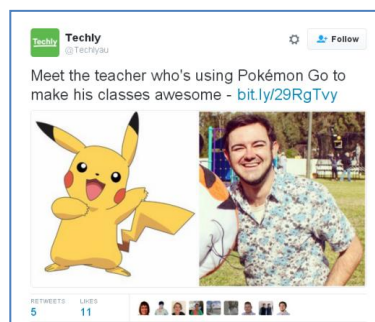 Techly
Techly
@Techlyau
Follow
Meet the teacher who's using Pokémon Go to
make his classes awesome - bit.ly/29RgTvy
RETWEETS LIKES
5 11